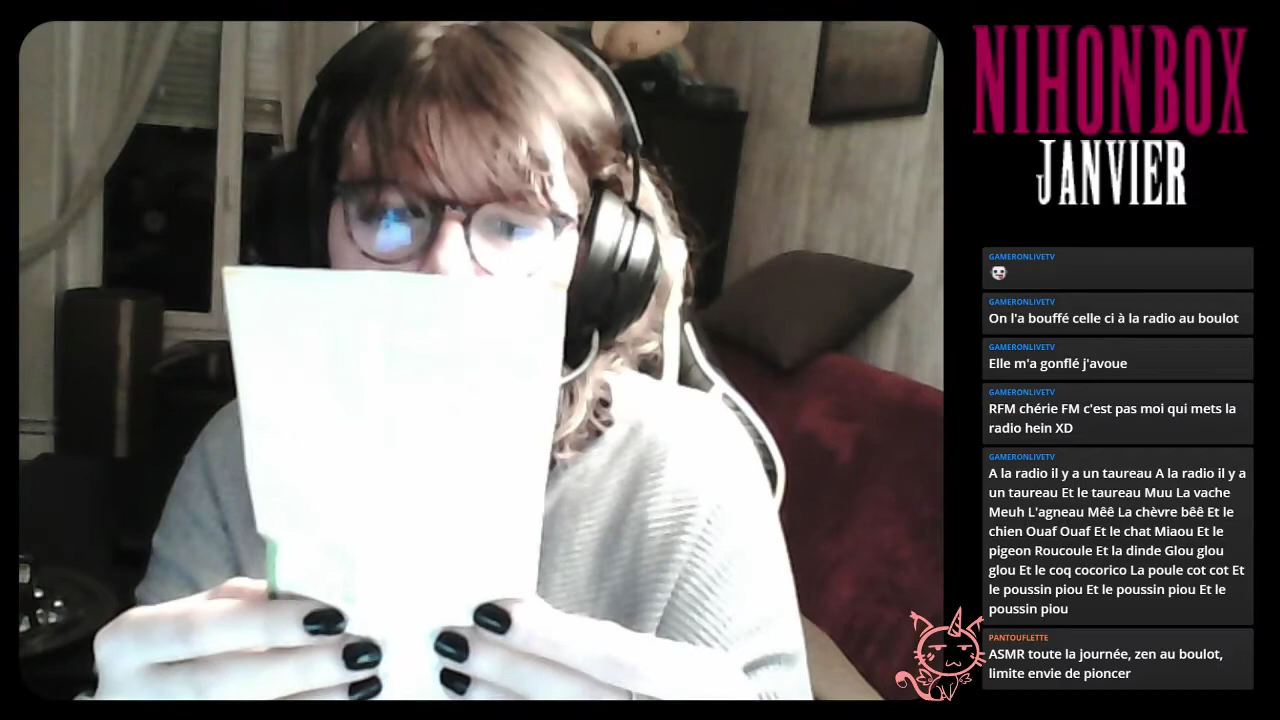 NIHONBOX
JANVIER
GAMERONLIVETV
GAMERONLIVETV
On l'a bouffé celle ci à la radio au boulot
GAMERONLIVETV
Elle m'a gonflé j'avoue
GAMERONLIVETV
RFM chérie FM c'est pas moi qui mets la
radio hein XD
GAMERONLIVETV
A la radio il y a un taureau A la radio il y a
un taureau Et le taureau Muu La vache
Meuh L'agneau Mêê La chèvre bêê Et le
chien Ouaf Ouaf Et le chat Miaou Et le
pigeon Roucoule Et la dinde Glou glou
glou Et le coq cocorico La poule cot cot Et
le poussin piou Et le poussin piou Et le
poussin piou
PANTOUFLETTE
ASMR toute la journée, zen au boulot,
limite envie de pioncer